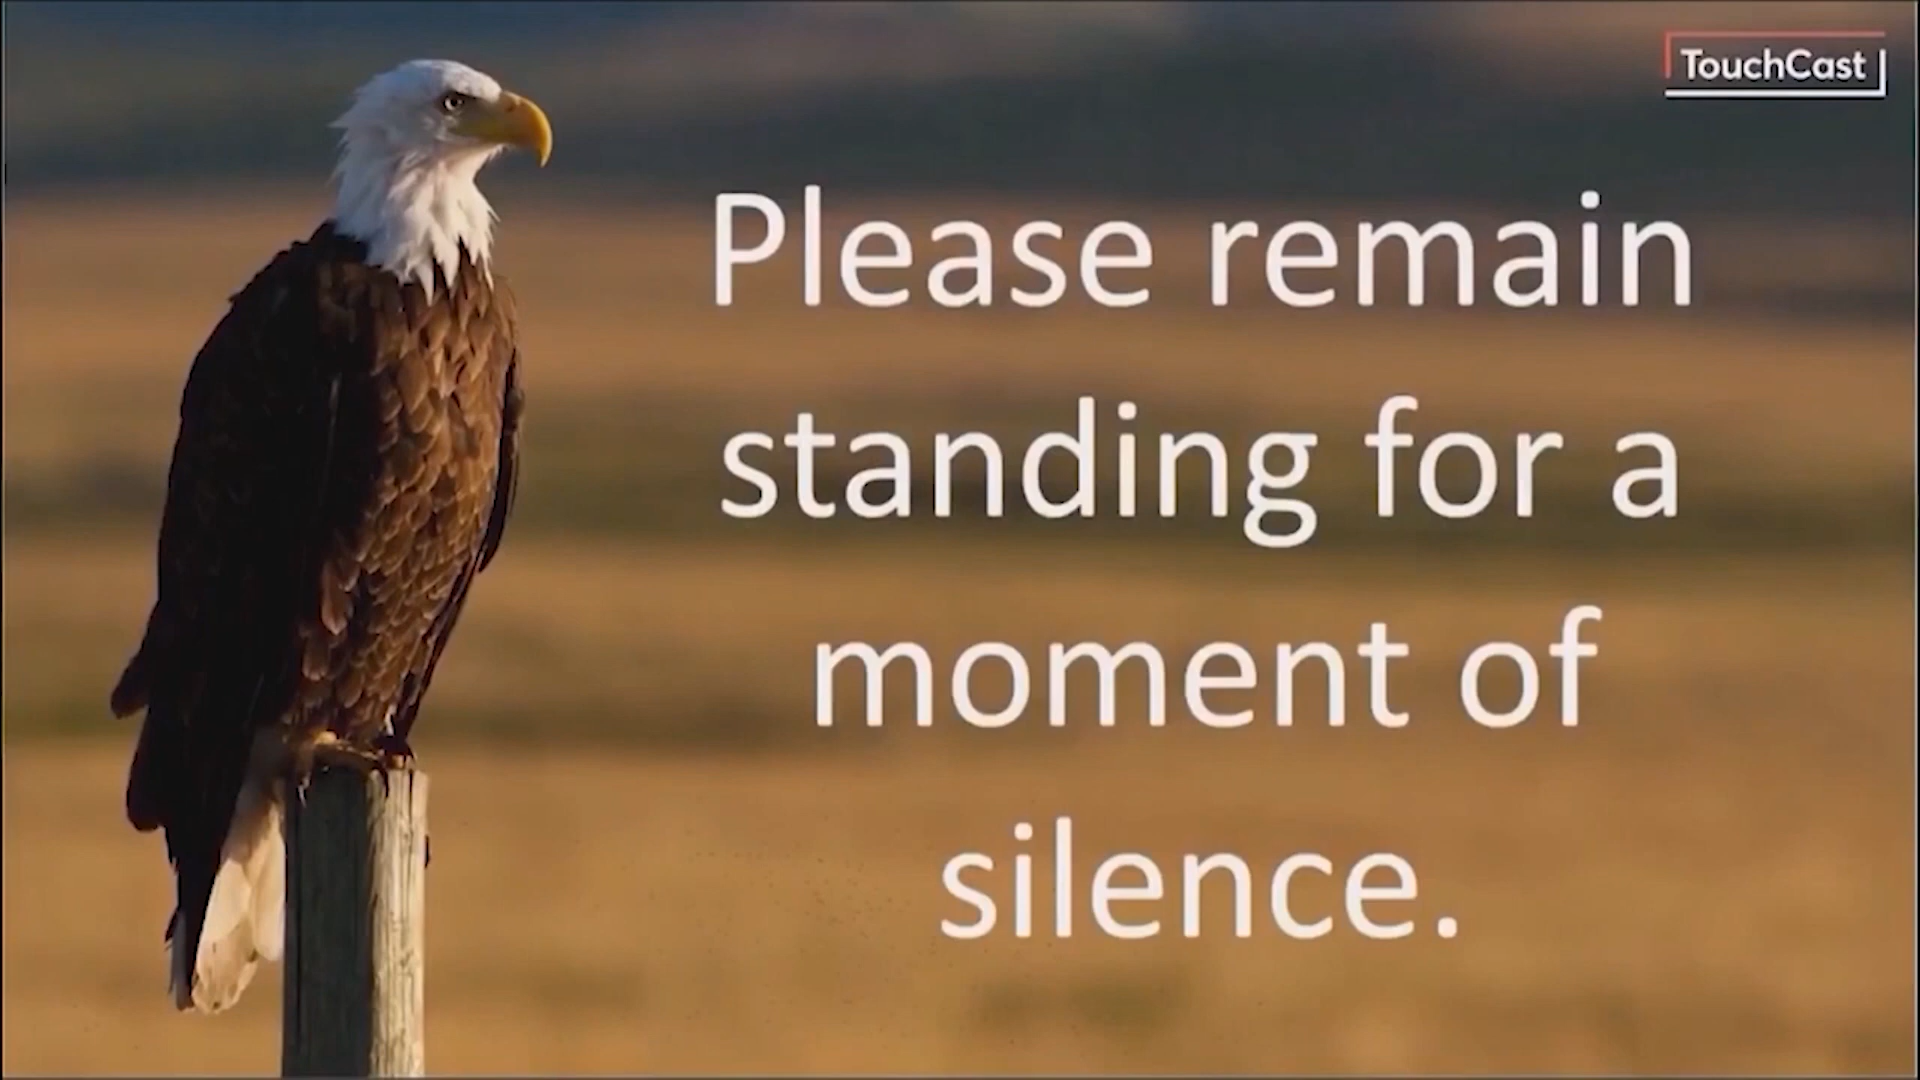 TouchCast
Please remain
standing for a
moment of
silence.